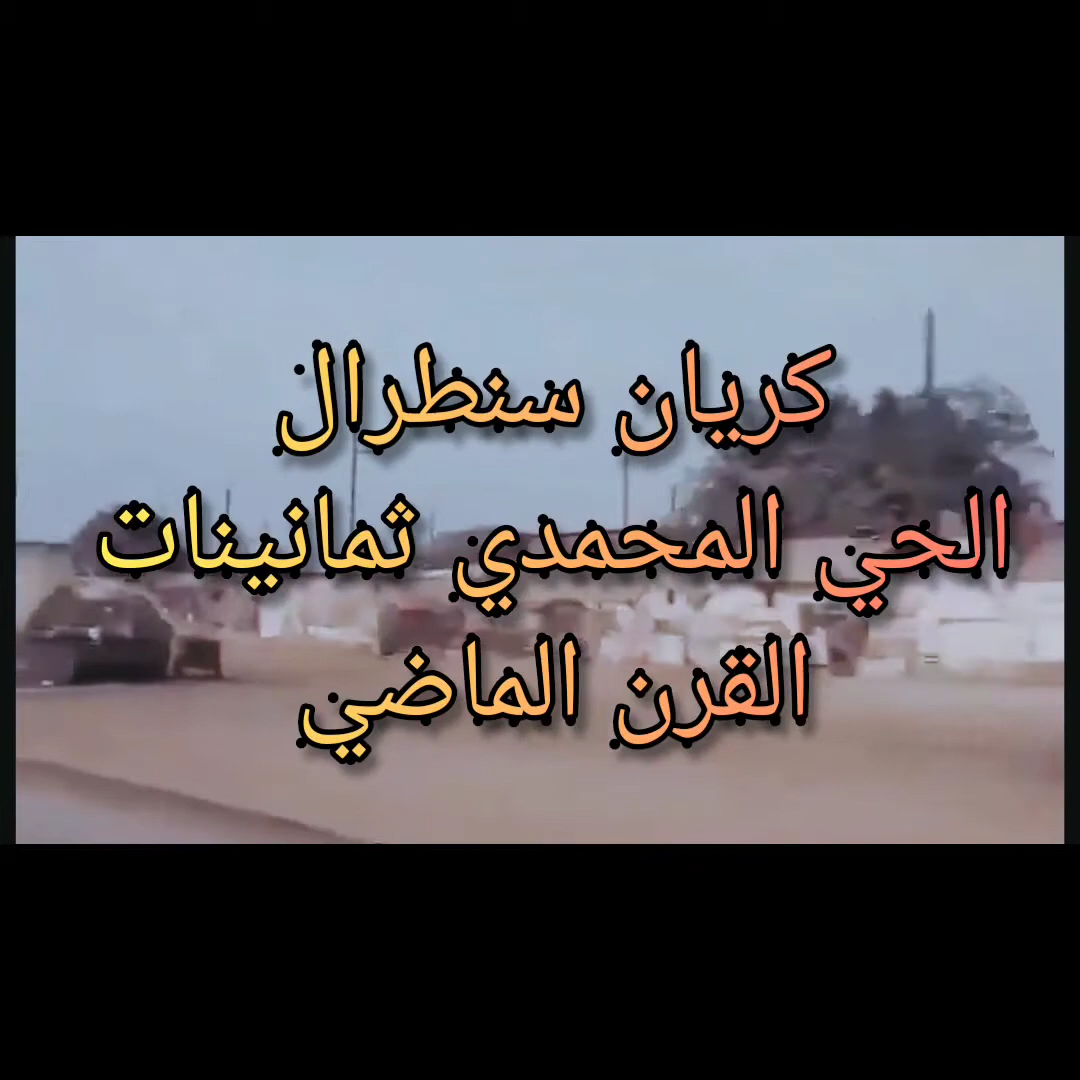 كريان سنطرال
الحي المحمدي ثمانينات
القرن الماضي